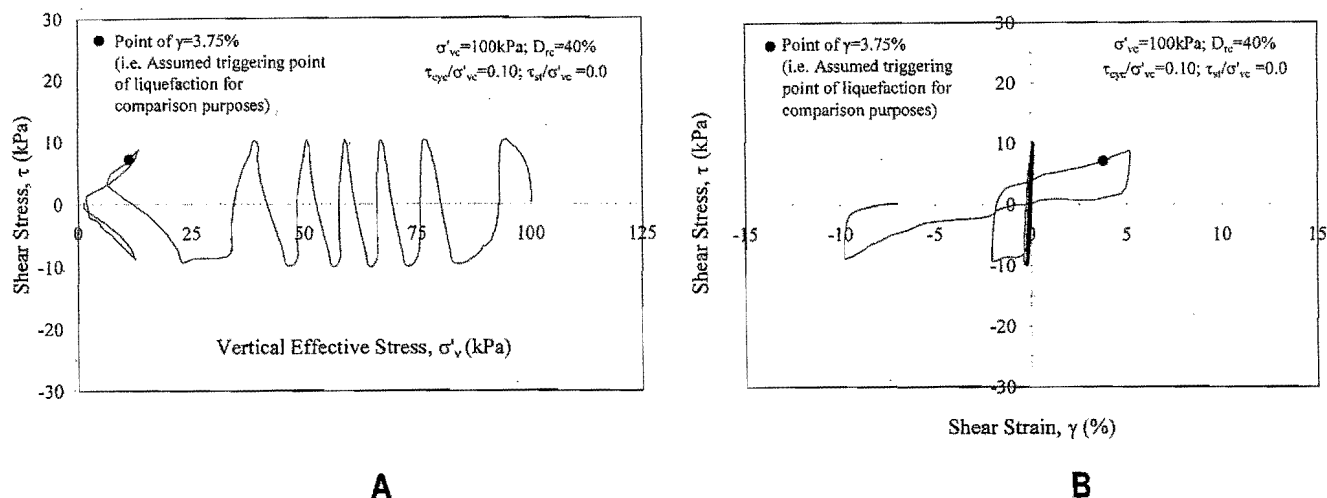 30
20
10
0
-10
-20
-30
Shear Stress, τ (kPa)
● Point of γ=3.75%
(i.e. Assumed triggering point
of liquefaction for
comparison purposes)
σ'vc=100kPa; Drc=40%
τcyc/σ'vc=0.10; τst/σ'vc =0.0
0 25 50 75 100 125
Vertical Effective Stress, σ'v (kPa)
A
Shear Stress, τ (kPa)
30
20
10
0
-10
-20
-30
● Point of γ=3.75%
(i.e. Assumed triggering
point of liquefaction for
comparison purposes)
σ'vc=100kPa; Drc=40%
τcyc/σ'vc=0.10; τst/σ'vc =0.0
-15 -10 -5 0 5 10 15
Shear Strain, γ (%)
B